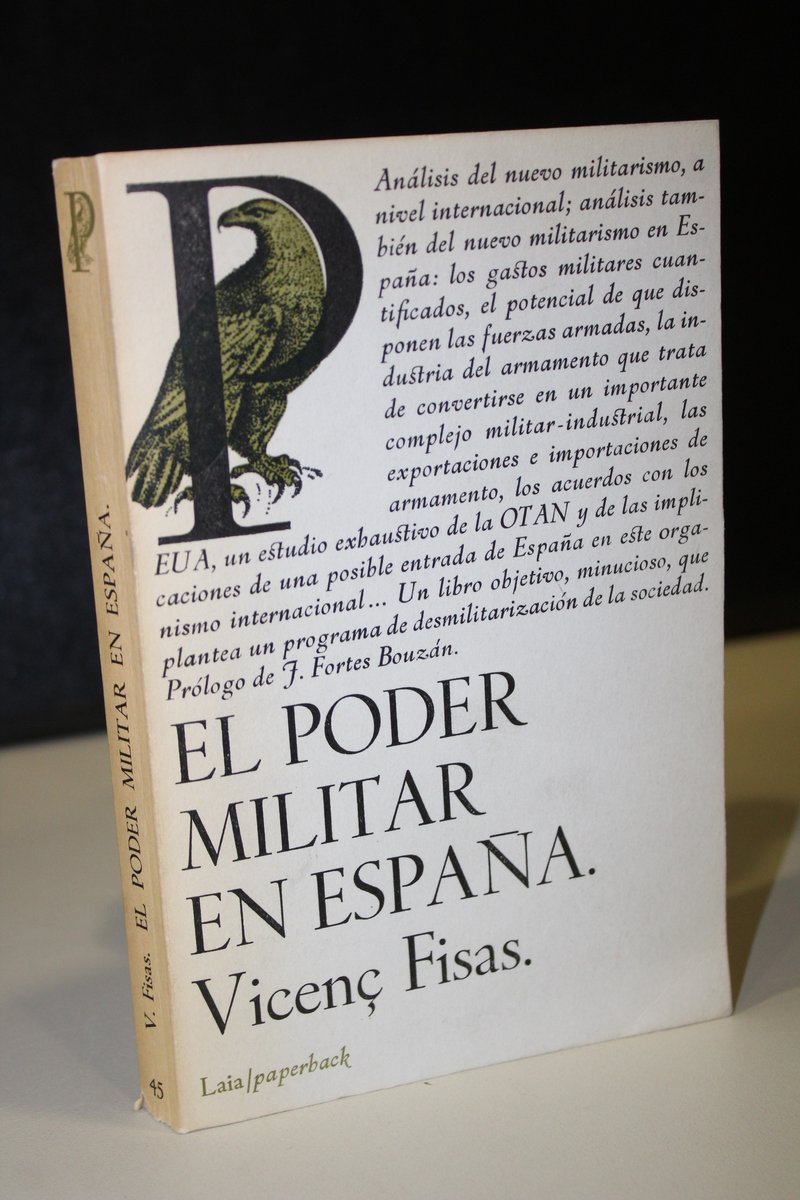 P
Análisis del nuevo militarismo, a
nivel internacional; análisis tam-
bién del nuevo militarismo en Es-
paña: los gastos militares cuan-
tificados, el potencial de que dis-
ponen las fuerzas armadas, la in-
dustria del armamento que trata
de convertirse en un importante
complejo militar-industrial, las
exportaciones e importaciones de
armamento, los acuerdos con los
EUA, un estudio exhaustivo de la OTAN y de las impli-
caciones de una posible entrada de España en este orga-
nismo internacional... Un libro objetivo, minucioso, que
plantea un programa de desmilitarización de la sociedad.
Prólogo de J. Fortes Bouzán.
EL PODER
MILITAR
EN ESPAÑA.
Vicenç Fisas.
Laia/paperback
P
V. Fisas. EL PODER MILITAR EN ESPAÑA.
45